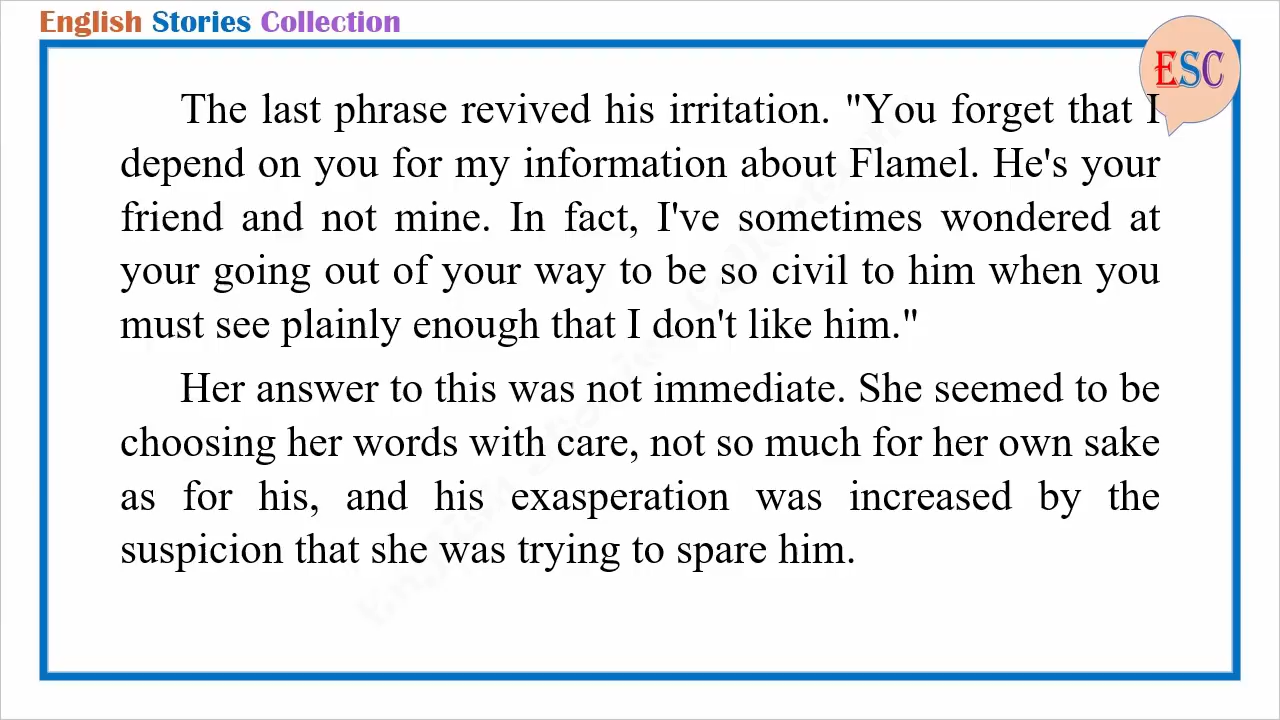 English Stories Collection
ESC
The last phrase revived his irritation. "You forget that I
depend on you for my information about Flamel. He's your
friend and not mine. In fact, I've sometimes wondered at
your going out of your way to be so civil to him when you
must see plainly enough that I don't like him."
Her answer to this was not immediate. She seemed to be
choosing her words with care, not so much for her own sake
as for his, and his exasperation was increased by the
suspicion that she was trying to spare him.
English Stories Collection